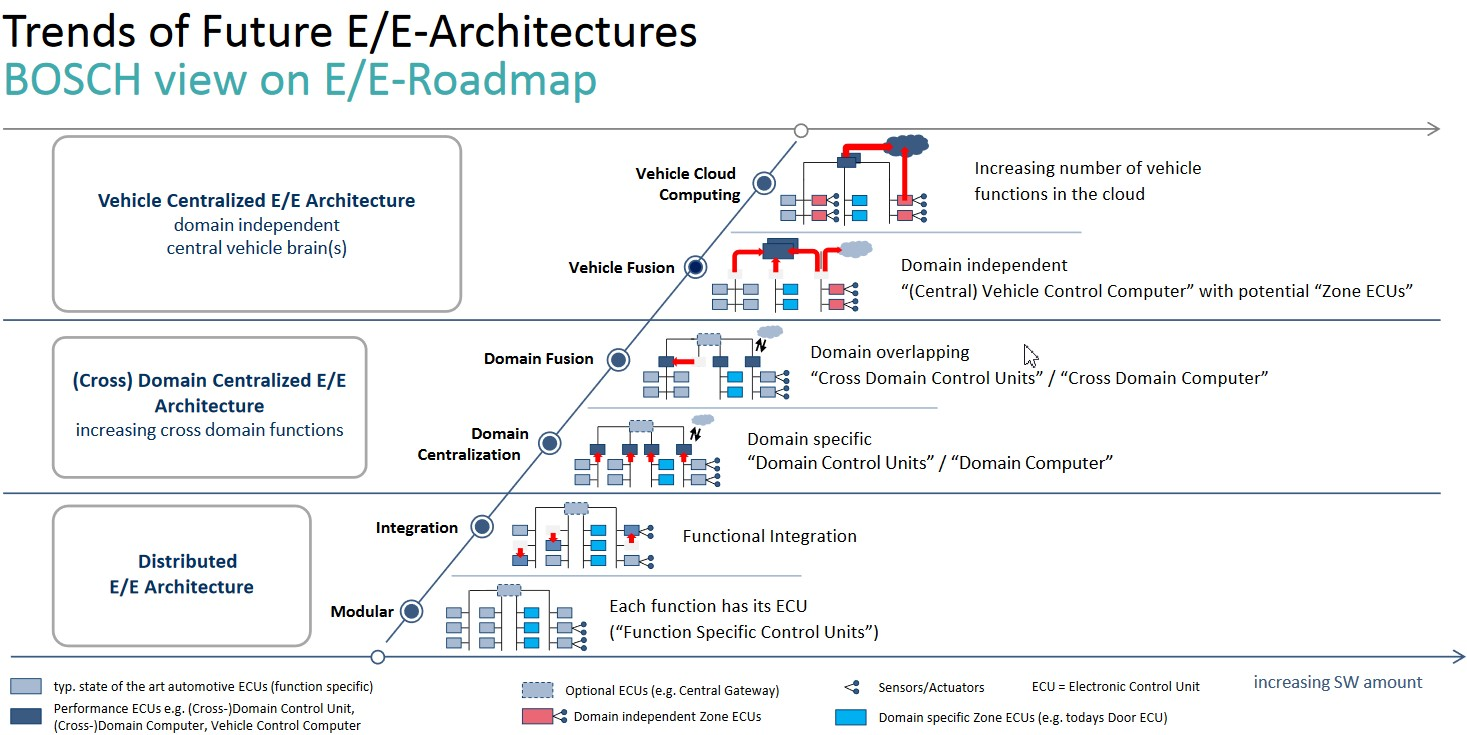 Trends of Future E/E-Architectures
BOSCH view on E/E-Roadmap
Vehicle Centralized E/E Architecture
domain independent
central vehicle brain(s)
Vehicle Cloud
Computing
Increasing number of vehicle
functions in the cloud
Vehicle Fusion
Domain independent
“(Central) Vehicle Control Computer” with potential “Zone ECUs”
(Cross) Domain Centralized E/E
Architecture
increasing cross domain functions
Domain Fusion
Domain overlapping
“Cross Domain Control Units” / “Cross Domain Computer”
Domain
Centralization
Domain specific
“Domain Control Units” / “Domain Computer”
Distributed
E/E Architecture
Integration
Functional Integration
Modular
Each function has its ECU
(“Function Specific Control Units”)
typ. state of the art automotive ECUs (function specific)
Performance ECUs e.g. (Cross-)Domain Control Unit,
(Cross-)Domain Computer, Vehicle Control Computer
Optional ECUs (e.g. Central Gateway)
Domain independent Zone ECUs
Sensors/Actuators
ECU = Electronic Control Unit
Domain specific Zone ECUs (e.g. todays Door ECU)
increasing SW amount